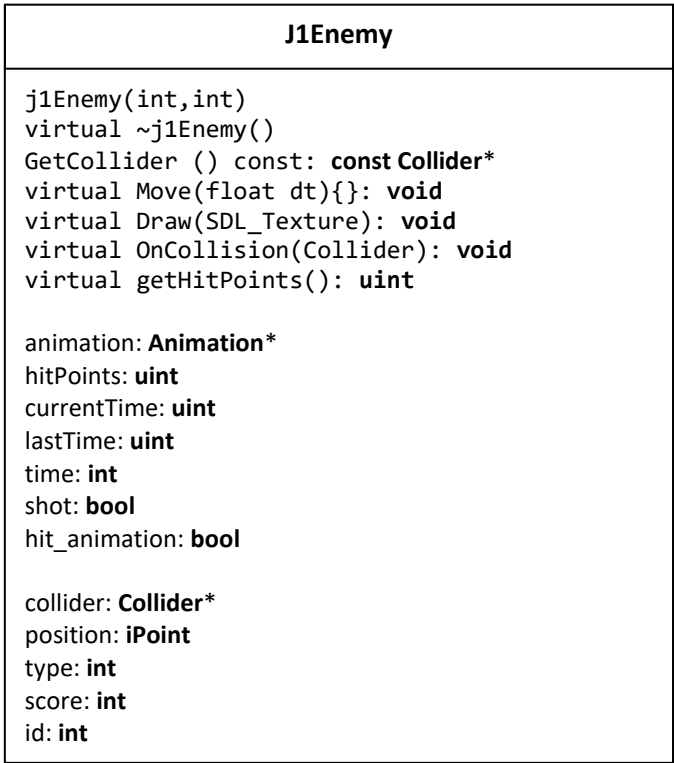 J1Enemy
j1Enemy(int,int)
virtual ~j1Enemy()
GetCollider () const: const Collider*
virtual Move(float dt){}: void
virtual Draw(SDL_Texture): void
virtual OnCollision(Collider): void
virtual getHitPoints(): uint
animation: Animation*
hitPoints: uint
currentTime: uint
lastTime: uint
time: int
shot: bool
hit_animation: bool
collider: Collider*
position: iPoint
type: int
score: int
id: int